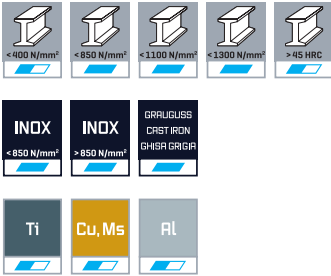 <400 N/mm² <850 N/mm² <1100 N/mm² <1300 N/mm² >45 HRC
INOX INOX GRAUGUSS
CAST IRON
GHISA GRIGIA
<850 N/mm² >850 N/mm²
Ti Cu, Ms Al